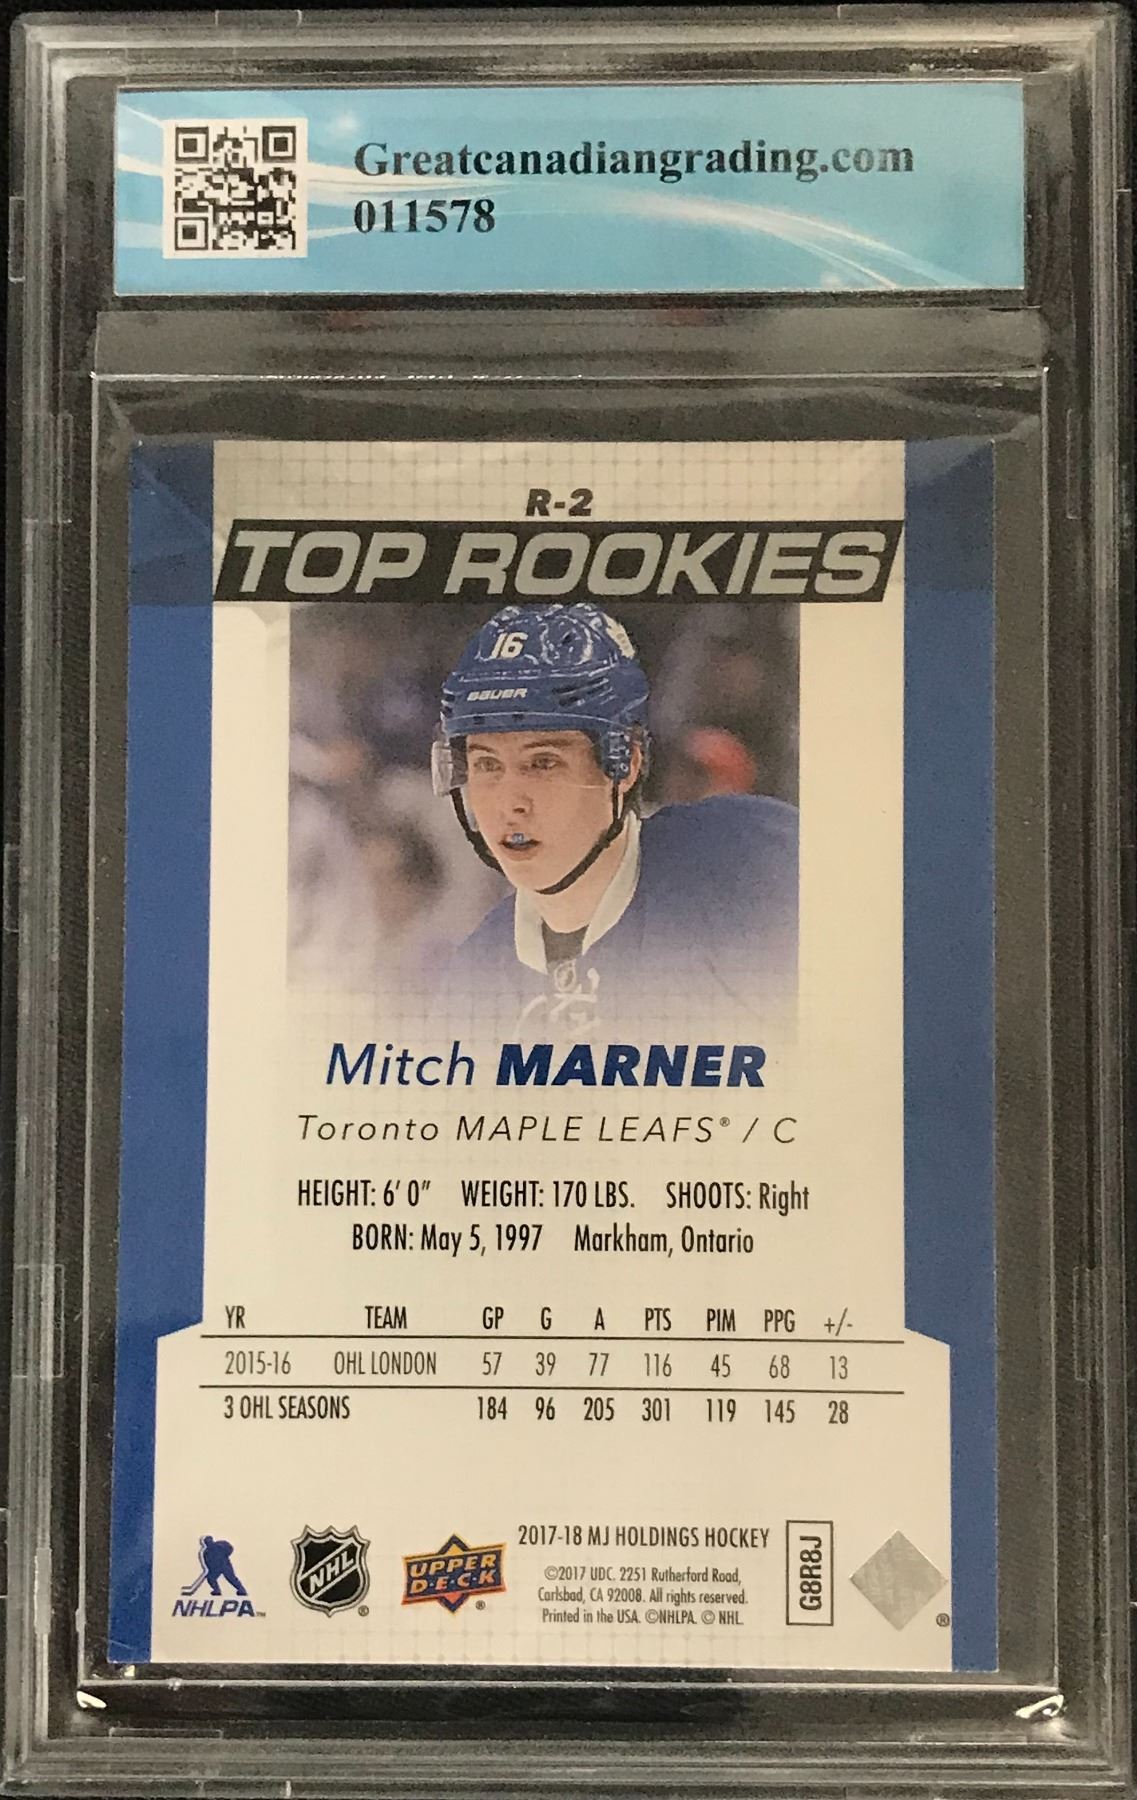 Greatcanadiangrading.com
011578
R-2
TOP ROOKIES
16
BAUER
Mitch MARNER
Toronto MAPLE LEAFS® / C
HEIGHT: 6' 0" WEIGHT: 170 LBS. SHOOTS: Right
BORN: May 5, 1997 Markham, Ontario
YR TEAM GP G A PTS PIM PPG +/-
2015-16 OHL LONDON 57 39 77 116 45 68 13
3 OHL SEASONS 184 96 205 301 119 145 28
NHLPA™
NHL ®
UPPER
D·E·C·K ®
2017-18 MJ HOLDINGS HOCKEY
©2017 UDC. 2251 Rutherford Road,
Carlsbad, CA 92008. All rights reserved.
Printed in the USA. ©NHLPA. © NHL.
G8R8J
®